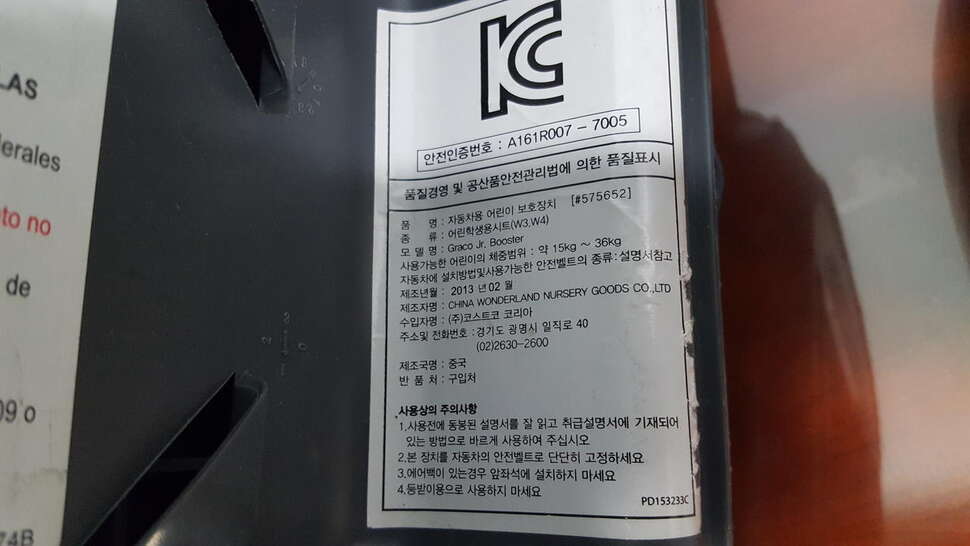 LAS
derales
to no
de
09 o
74B
KC
안전인증번호 : A161R007 - 7005
품질경영 및 공산품안전관리법에 의한 품질표시
품 명 : 자동차용 어린이 보호장치 [#575652]
종 류 : 어린학생용시트(W3,W4)
모 델 명 : Graco Jr. Booster
사용가능한 어린이의 체중범위 : 약 15kg ~ 36kg
자동차에 설치방법및사용가능한 안전벨트의 종류:설명서참고
제조년월 : 2013 년 02 월
제조자명 : CHINA WONDERLAND NURSERY GOODS CO.,LTD
수입자명 : (주)코스트코 코리아
주소및 전화번호 : 경기도 광명시 일직로 40
(02)2630-2600
제조국명 : 중국
반 품 처 : 구입처
사용상의 주의사항
1.사용전에 동봉된 설명서를 잘 읽고 취급설명서에 기재되어
있는 방법으로 바르게 사용하여 주십시오
2.본 장치를 자동차의 안전벨트로 단단히 고정하세요
3.에어백이 있는경우 앞좌석에 설치하지 마세요
4.등받이용으로 사용하지 마세요
PD153233C